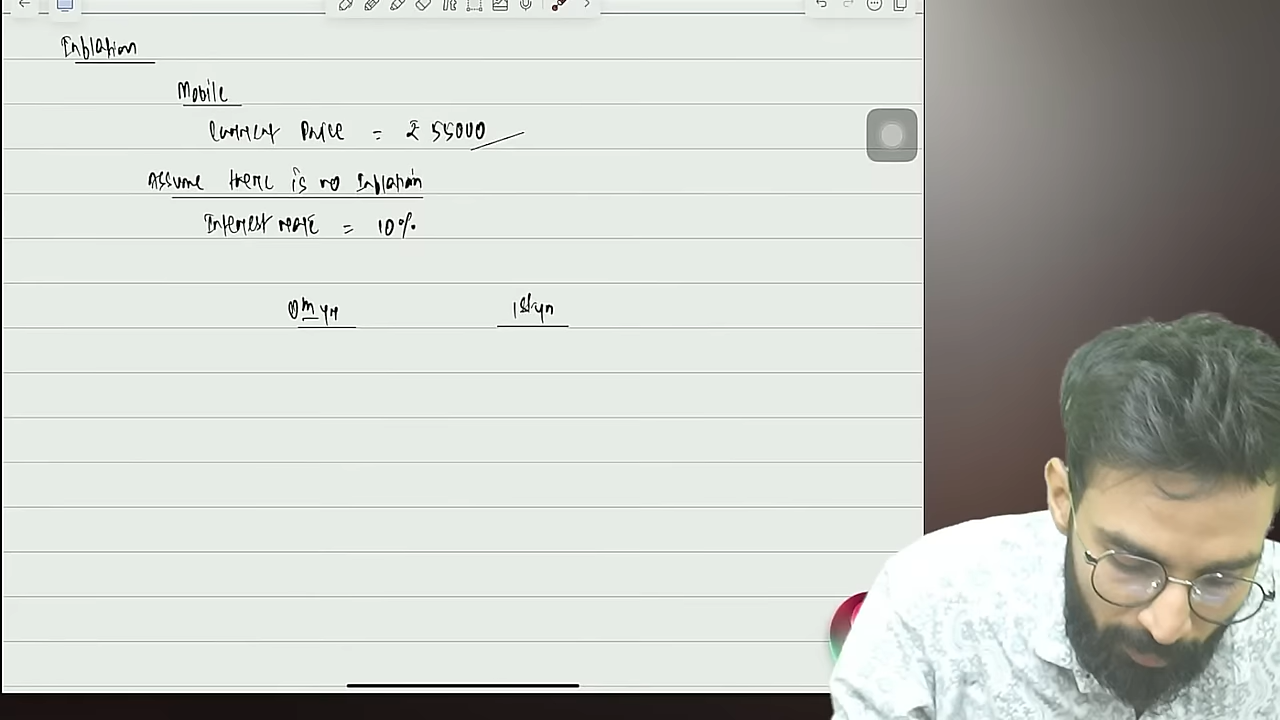 Inflation
Mobile
Current Price = ₹ 55000
Assume there is no Inflation
Interest rate = 10%
0th yr 1st yr